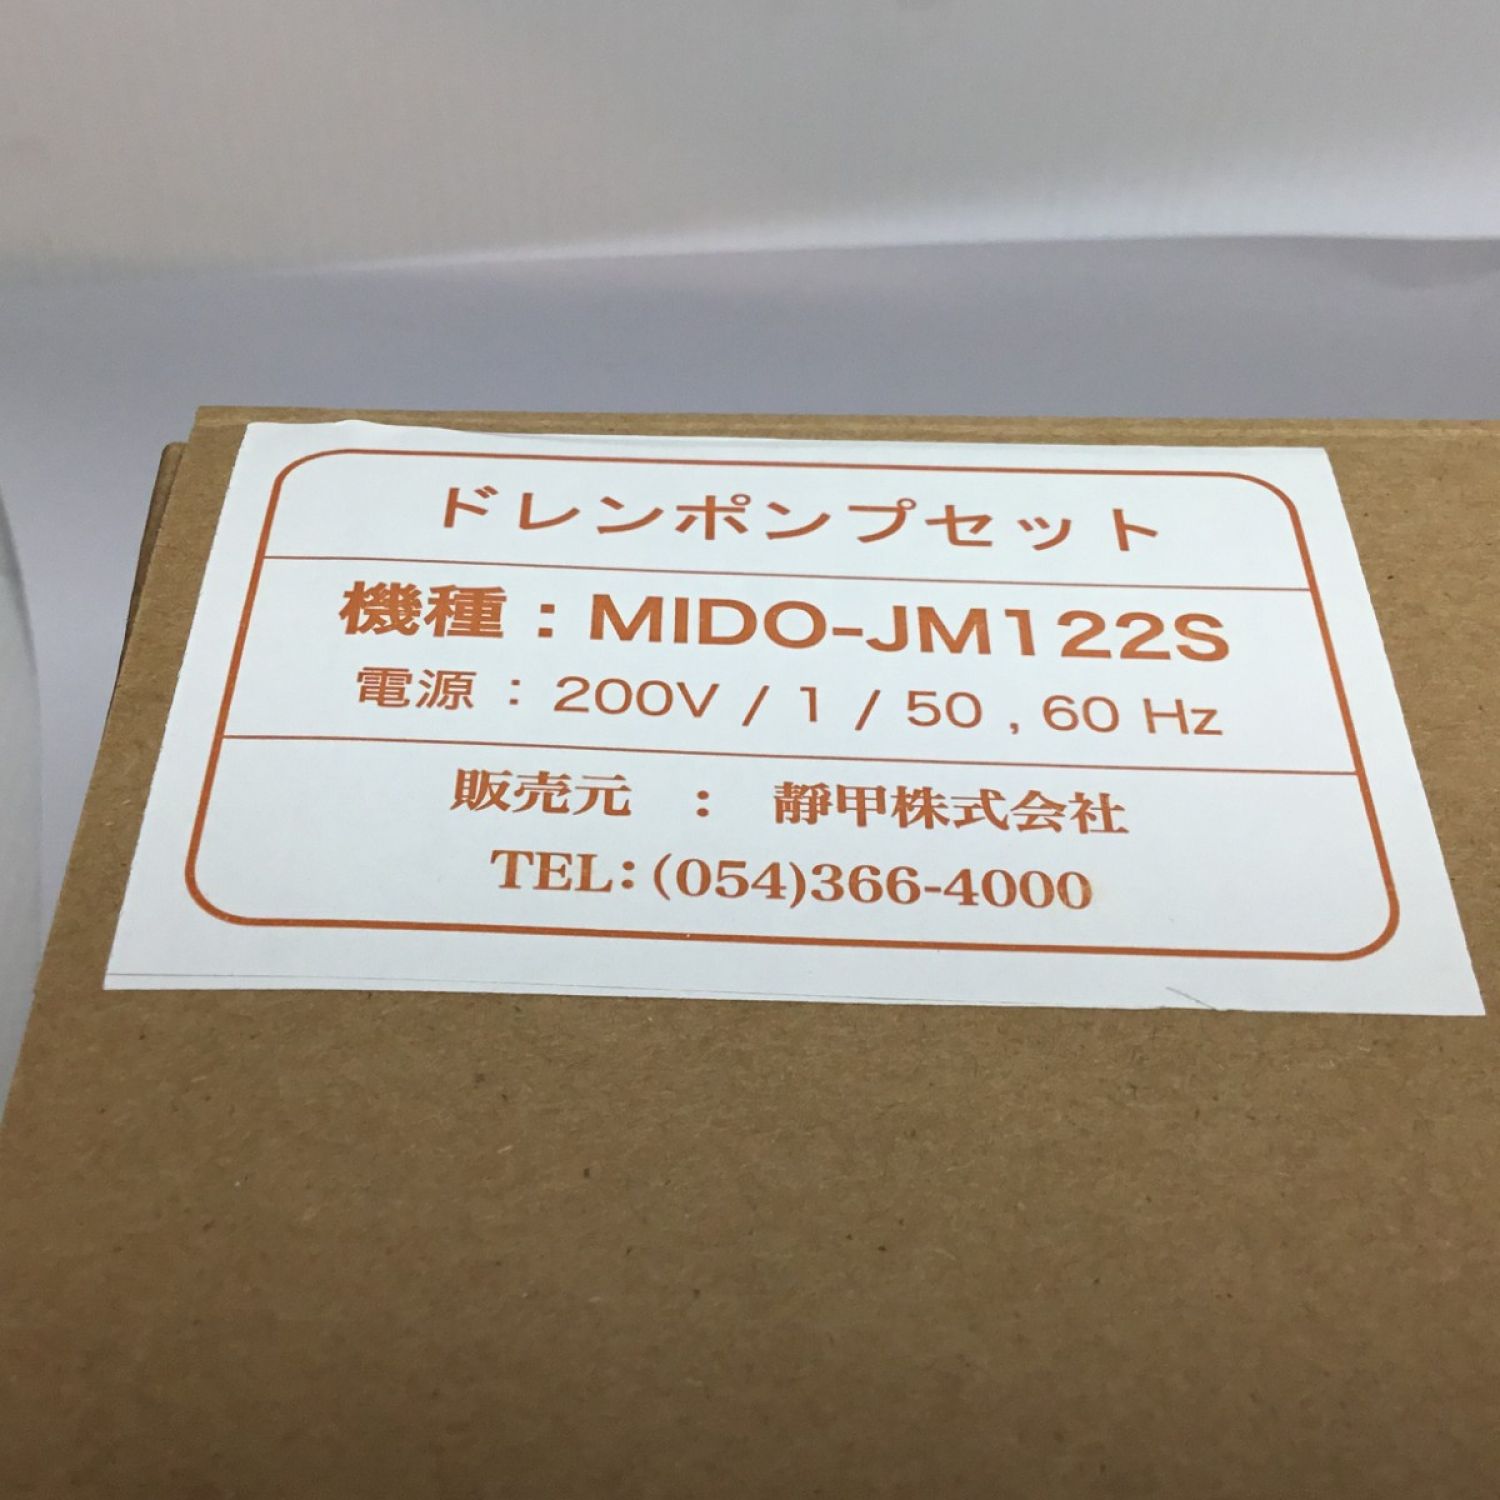 ドレンポンプセット
機種：MIDO-JM122S
電源：200V / 1 / 50 , 60 Hz
販売元　：　靜甲株式会社
TEL：(054)366-4000